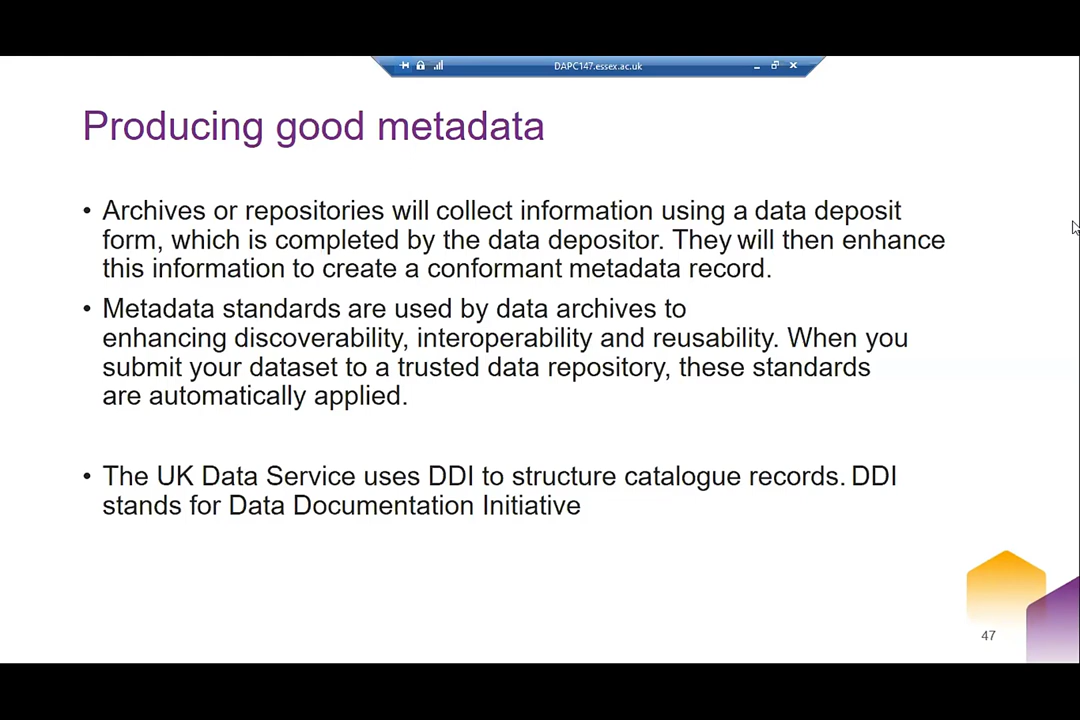 DAPC147.essex.ac.uk
Producing good metadata
• Archives or repositories will collect information using a data deposit
form, which is completed by the data depositor. They will then enhance
this information to create a conformant metadata record.
• Metadata standards are used by data archives to
enhancing discoverability, interoperability and reusability. When you
submit your dataset to a trusted data repository, these standards
are automatically applied.
• The UK Data Service uses DDI to structure catalogue records. DDI
stands for Data Documentation Initiative
47